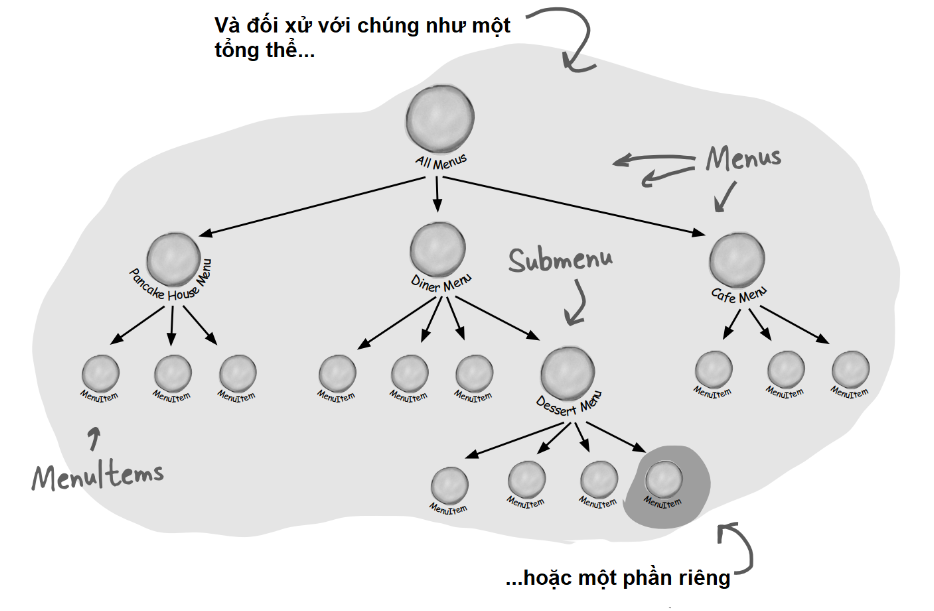 Và đối xử với chúng như một
tổng thể...
All Menus
Menus
Pancake House Menu
Diner Menu
Submenu
Cafe Menu
MenuItem
MenuItem
MenuItem
MenuItem
MenuItem
MenuItem
Dessert Menu
MenuItem
MenuItem
MenuItem
MenuItems
MenuItem
MenuItem
MenuItem
MenuItem
...hoặc một phần riêng